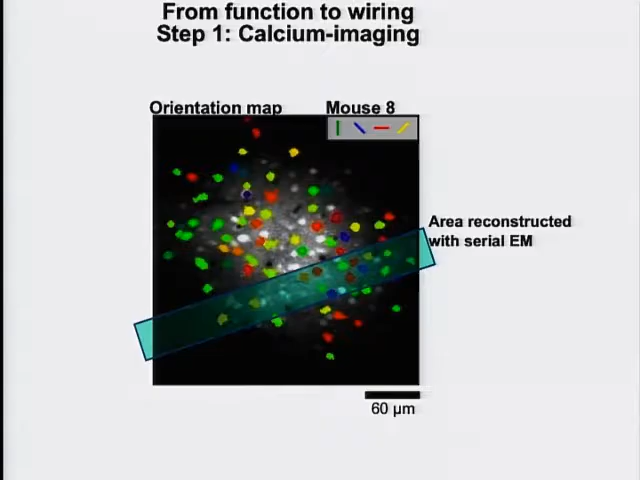 From function to wiring
Step 1: Calcium-imaging
Orientation map
Mouse 8
Area reconstructed
with serial EM
60 µm